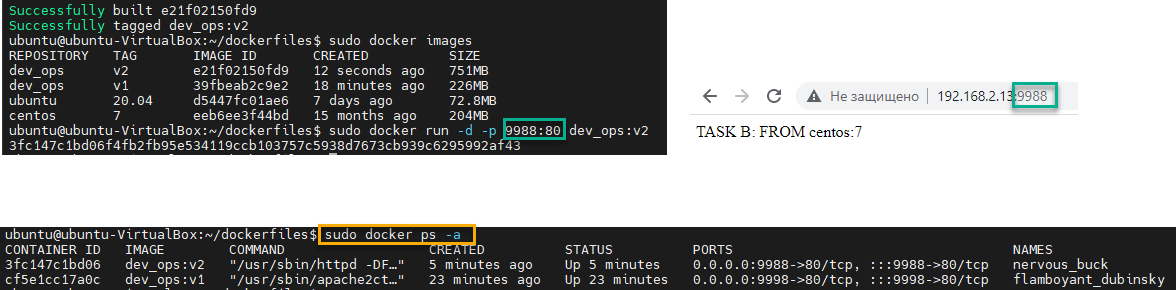 Successfully built e21f02150fd9
Successfully tagged dev_ops:v2
ubuntu@ubuntu-VirtualBox:~/dockerfiles$ sudo docker images
REPOSITORY TAG IMAGE ID CREATED SIZE
dev_ops v2 e21f02150fd9 12 seconds ago 751MB
dev_ops v1 39fbeab2c9e2 18 minutes ago 226MB
ubuntu 20.04 d5447fc01ae6 7 days ago 72.8MB
centos 7 eeb6ee3f44bd 15 months ago 204MB
ubuntu@ubuntu-VirtualBox:~/dockerfiles$ sudo docker run -d -p 9988:80 dev_ops:v2
3fc147c1bd06f4fb2fb95e534119ccb103757c5938d7673cb939c6295992af43
Не защищено 192.168.2.13:9988
TASK B: FROM centos:7
ubuntu@ubuntu-VirtualBox:~/dockerfiles$ sudo docker ps -a
CONTAINER ID IMAGE COMMAND CREATED STATUS PORTS NAMES
3fc147c1bd06 dev_ops:v2 "/usr/sbin/httpd -DF…" 5 minutes ago Up 5 minutes 0.0.0.0:9988->80/tcp, :::9988->80/tcp nervous_buck
cf5e1cc17a0c dev_ops:v1 "/usr/sbin/apache2ct…" 23 minutes ago Up 23 minutes 0.0.0.0:8899->80/tcp, :::8899->80/tcp flamboyant_dubinsky